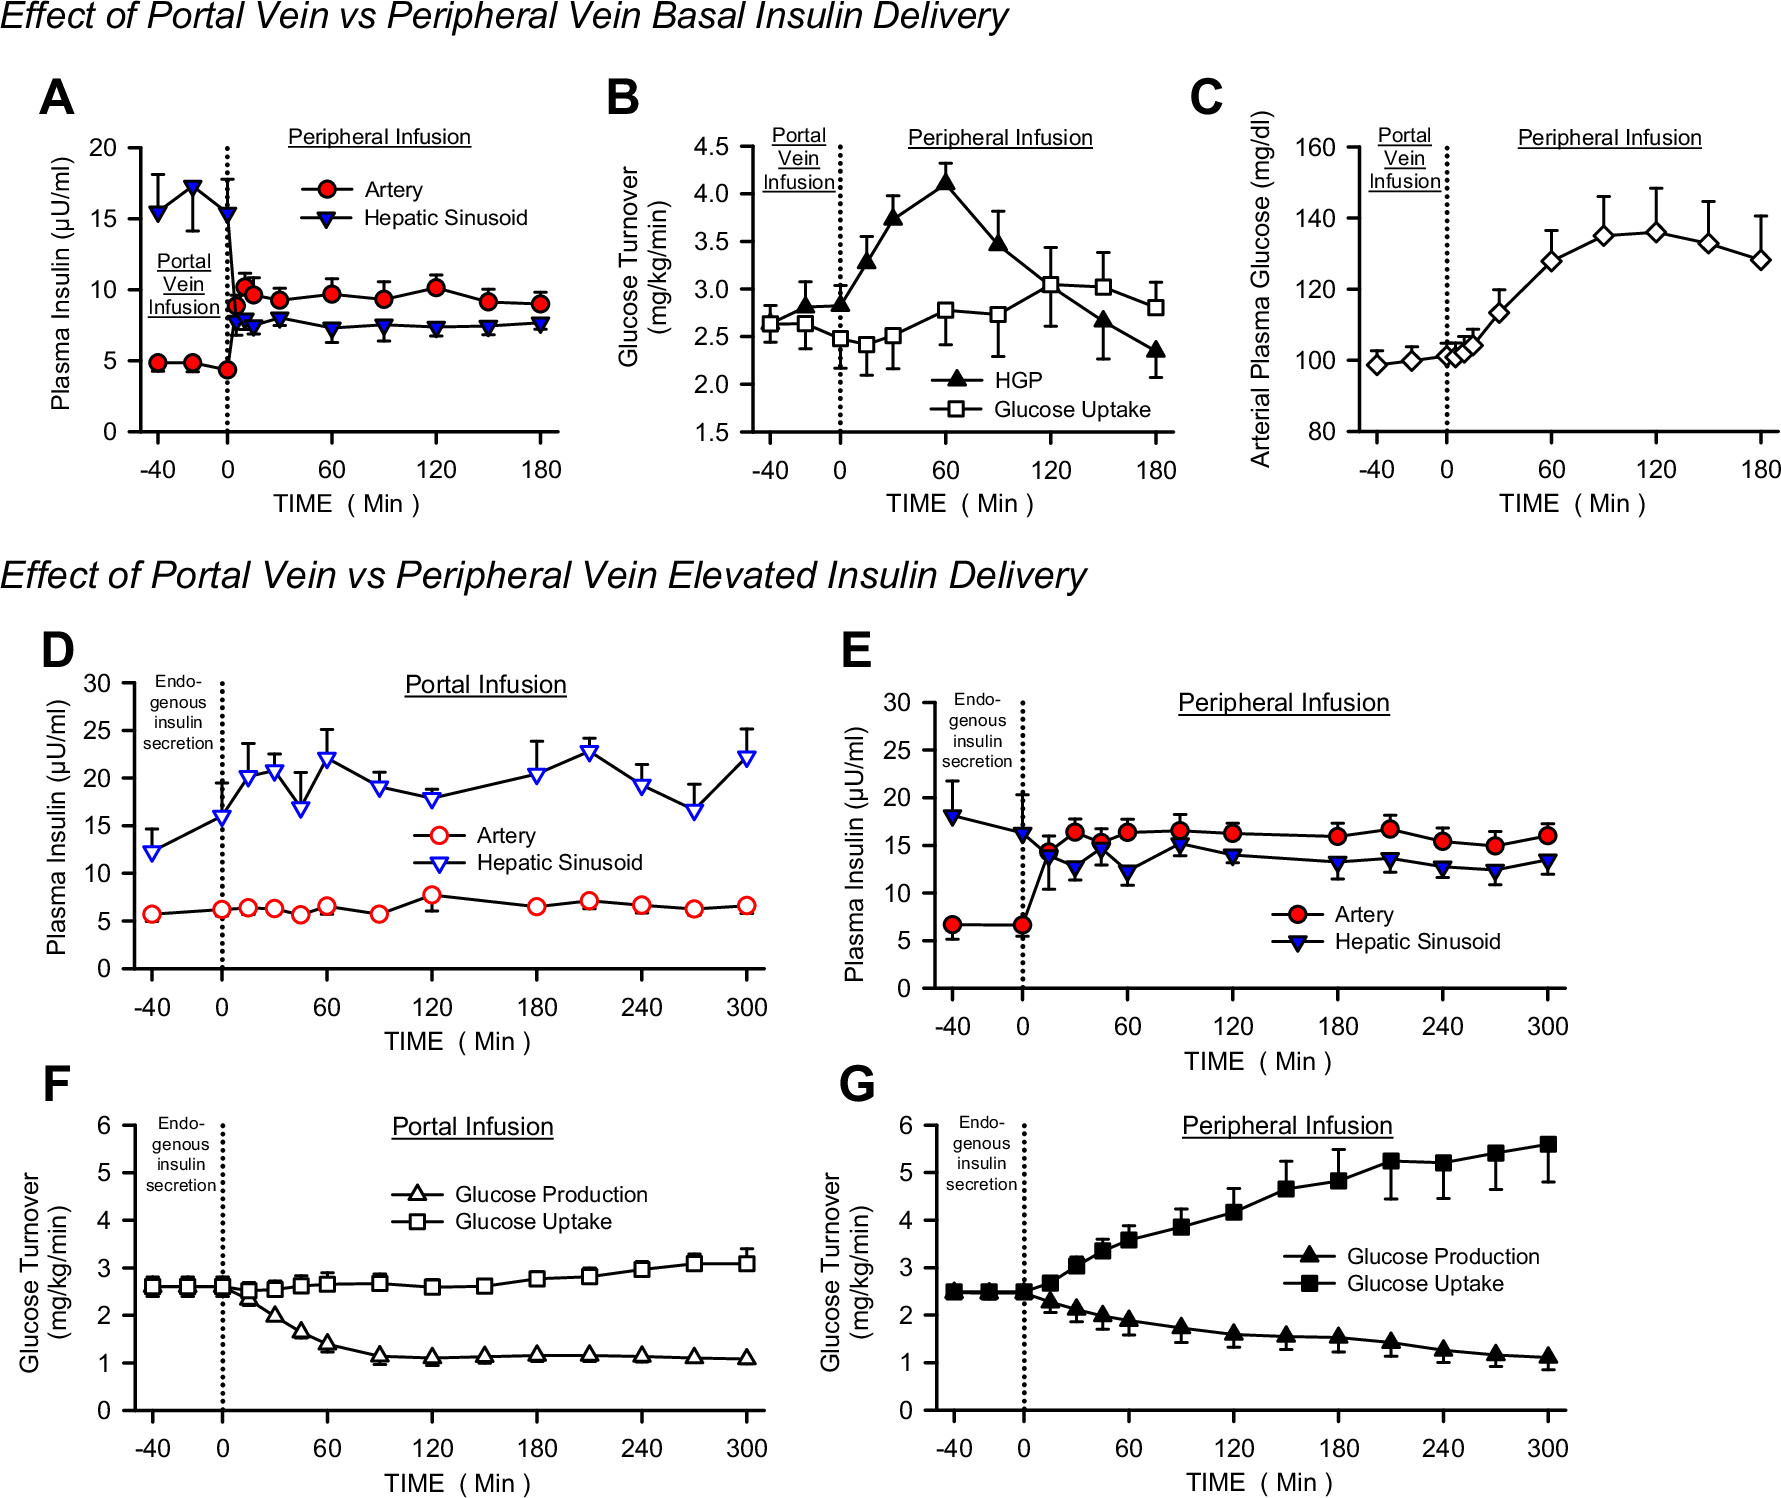 Effect of Portal Vein vs Peripheral Vein Basal Insulin Delivery
A
Peripheral Infusion
Artery
Hepatic Sinusoid
Portal
Vein
Infusion
Plasma Insulin (µU/ml)
20
15
10
5
0
-40 0 60 120 180
TIME ( Min )
B
Portal
Vein
Infusion
Peripheral Infusion
Glucose Turnover
(mg/kg/min)
4.5
4.0
3.5
3.0
2.5
2.0
1.5
HGP
Glucose Uptake
-40 0 60 120 180
TIME ( Min )
C
Portal
Vein
Infusion
Peripheral Infusion
Arterial Plasma Glucose (mg/dl)
160
140
120
100
80
-40 0 60 120 180
TIME ( Min )
Effect of Portal Vein vs Peripheral Vein Elevated Insulin Delivery
D
Endo-
genous
insulin
secretion
Portal Infusion
Plasma Insulin (µU/ml)
30
25
20
15
10
5
0
Artery
Hepatic Sinusoid
-40 0 60 120 180 240 300
TIME ( Min )
E
Endo-
genous
insulin
secretion
Peripheral Infusion
Plasma Insulin (µU/ml)
30
25
20
15
10
5
0
Artery
Hepatic Sinusoid
-40 0 60 120 180 240 300
TIME ( Min )
F
Endo-
genous
insulin
secretion
Portal Infusion
Glucose Production
Glucose Uptake
Glucose Turnover
(mg/kg/min)
6
5
4
3
2
1
0
-40 0 60 120 180 240 300
TIME ( Min )
G
Endo-
genous
insulin
secretion
Peripheral Infusion
Glucose Production
Glucose Uptake
Glucose Turnover
(mg/kg/min)
6
5
4
3
2
1
0
-40 0 60 120 180 240 300
TIME ( Min )